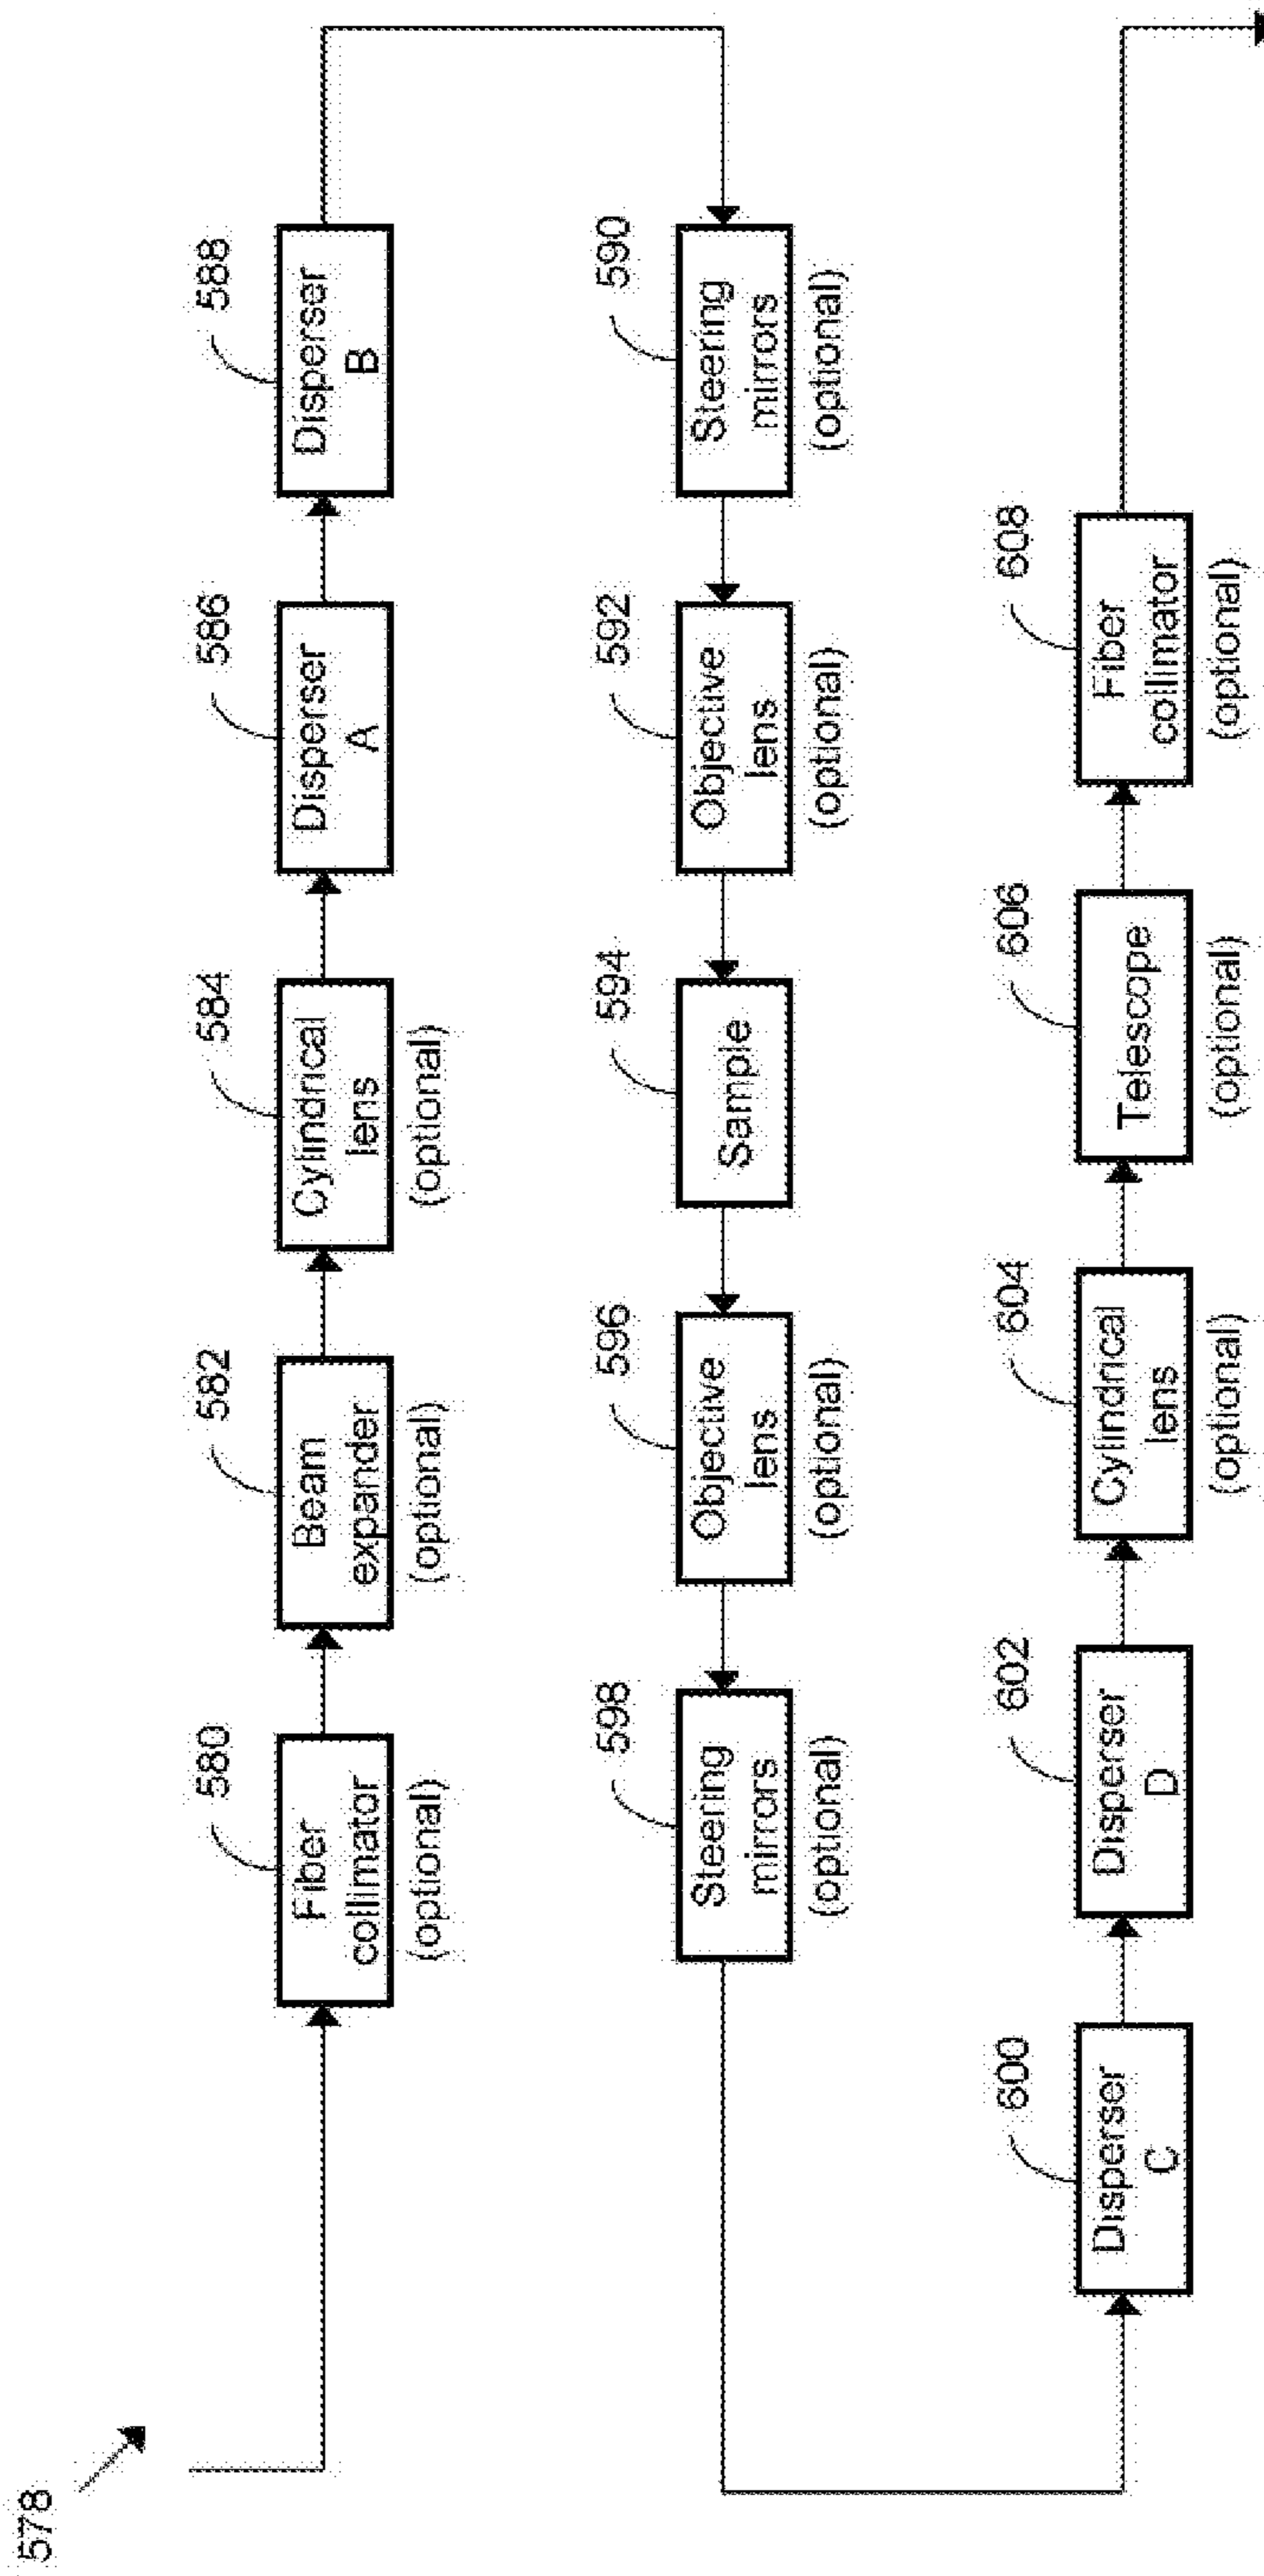 578
580
Fiber
collimator
(optional)
582
Beam
expander
(optional)
584
Cylindrical
lens
(optional)
586
Disperser
A
588
Disperser
B
590
Steering
mirrors
(optional)
592
Objective
lens
(optional)
594
Sample
596
Objective
lens
(optional)
598
Steering
mirrors
(optional)
600
Disperser
C
602
Disperser
D
604
Cylindrical
lens
(optional)
606
Telescope
(optional)
608
Fiber
collimator
(optional)